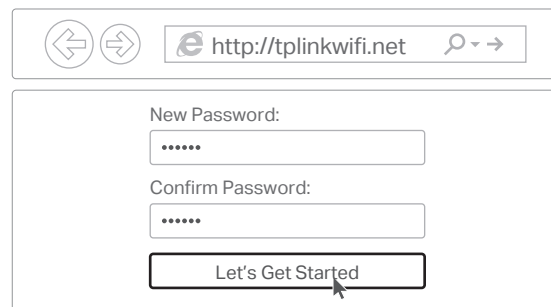 http://tplinkwifi.net
New Password:
••••••
Confirm Password:
••••••
Let's Get Started